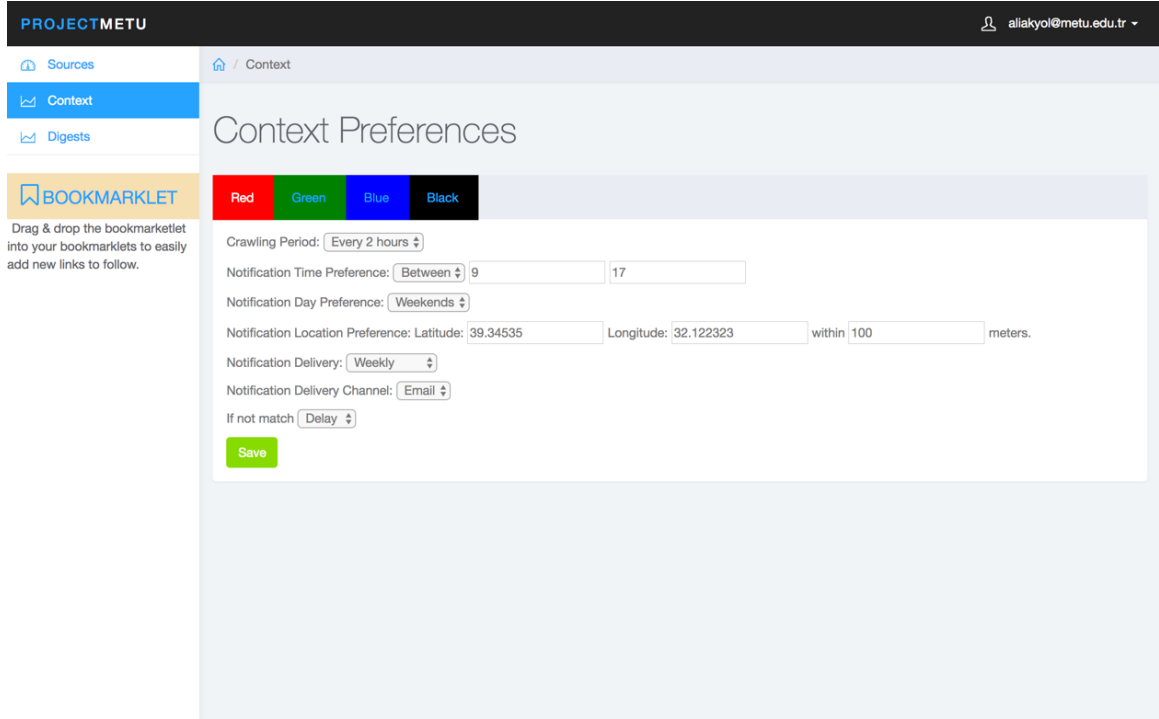 PROJECTMETU
aliakyol@metu.edu.tr
Sources
Context
Digests
BOOKMARKLET
Drag & drop the bookmarketlet
into your bookmarklets to easily
add new links to follow.
/ Context
Context Preferences
Red Green Blue Black
Crawling Period: Every 2 hours
Notification Time Preference: Between 9 17
Notification Day Preference: Weekends
Notification Location Preference: Latitude: 39.34535 Longitude: 32.122323 within 100 meters.
Notification Delivery: Weekly
Notification Delivery Channel: Email
If not match Delay
Save